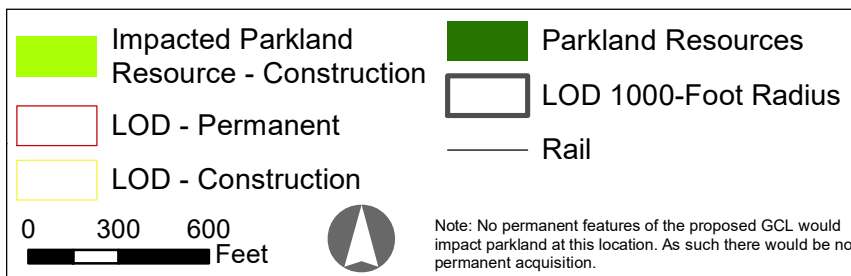 Impacted Parkland
Resource - Construction
LOD - Permanent
LOD - Construction
0 300 600
Feet
Parkland Resources
LOD 1000-Foot Radius
Rail
Note: No permanent features of the proposed GCL would
impact parkland at this location. As such there would be no
permanent acquisition.